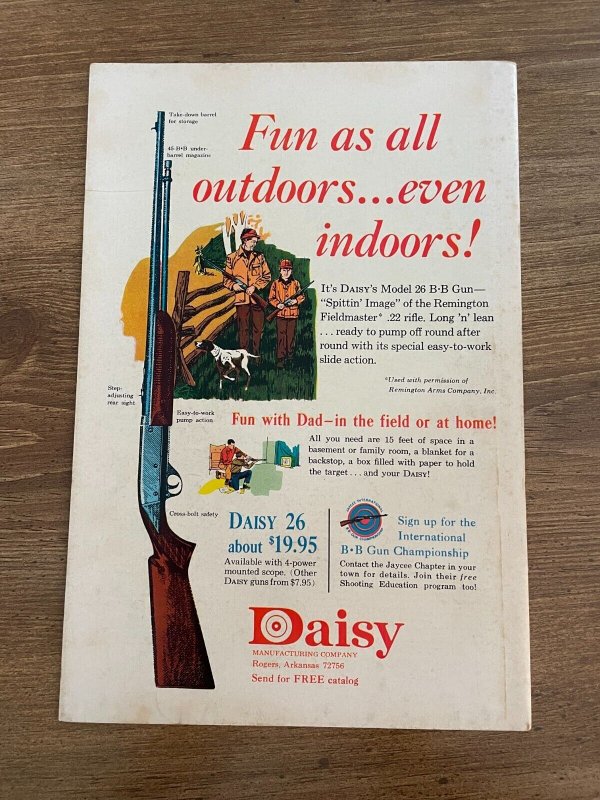 Take-down barrel
for storage
45 B•B under-
barrel magazine
Fun as all
outdoors...even
indoors!
It's DAISY'S Model 26 B•B Gun—
"Spittin' Image" of the Remington
Fieldmaster* .22 rifle. Long 'n' lean
... ready to pump off round after
round with its special easy-to-work
slide action.
*Used with permission of
Remington Arms Company, Inc.
Step-
adjusting
rear sight
Easy-to-work
pump action
Fun with Dad—in the field or at home!
All you need are 15 feet of space in a
basement or family room, a blanket for a
backstop, a box filled with paper to hold
the target ... and your DAISY!
Cross-bolt safety
DAISY 26
about $19.95
Available with 4-power
mounted scope. (Other
DAISY guns from $7.95)
Sign up for the
International
B•B Gun Championship
Contact the Jaycee Chapter in your
town for details. Join their free
Shooting Education program too!
Daisy
MANUFACTURING COMPANY
Rogers, Arkansas 72756
Send for FREE catalog